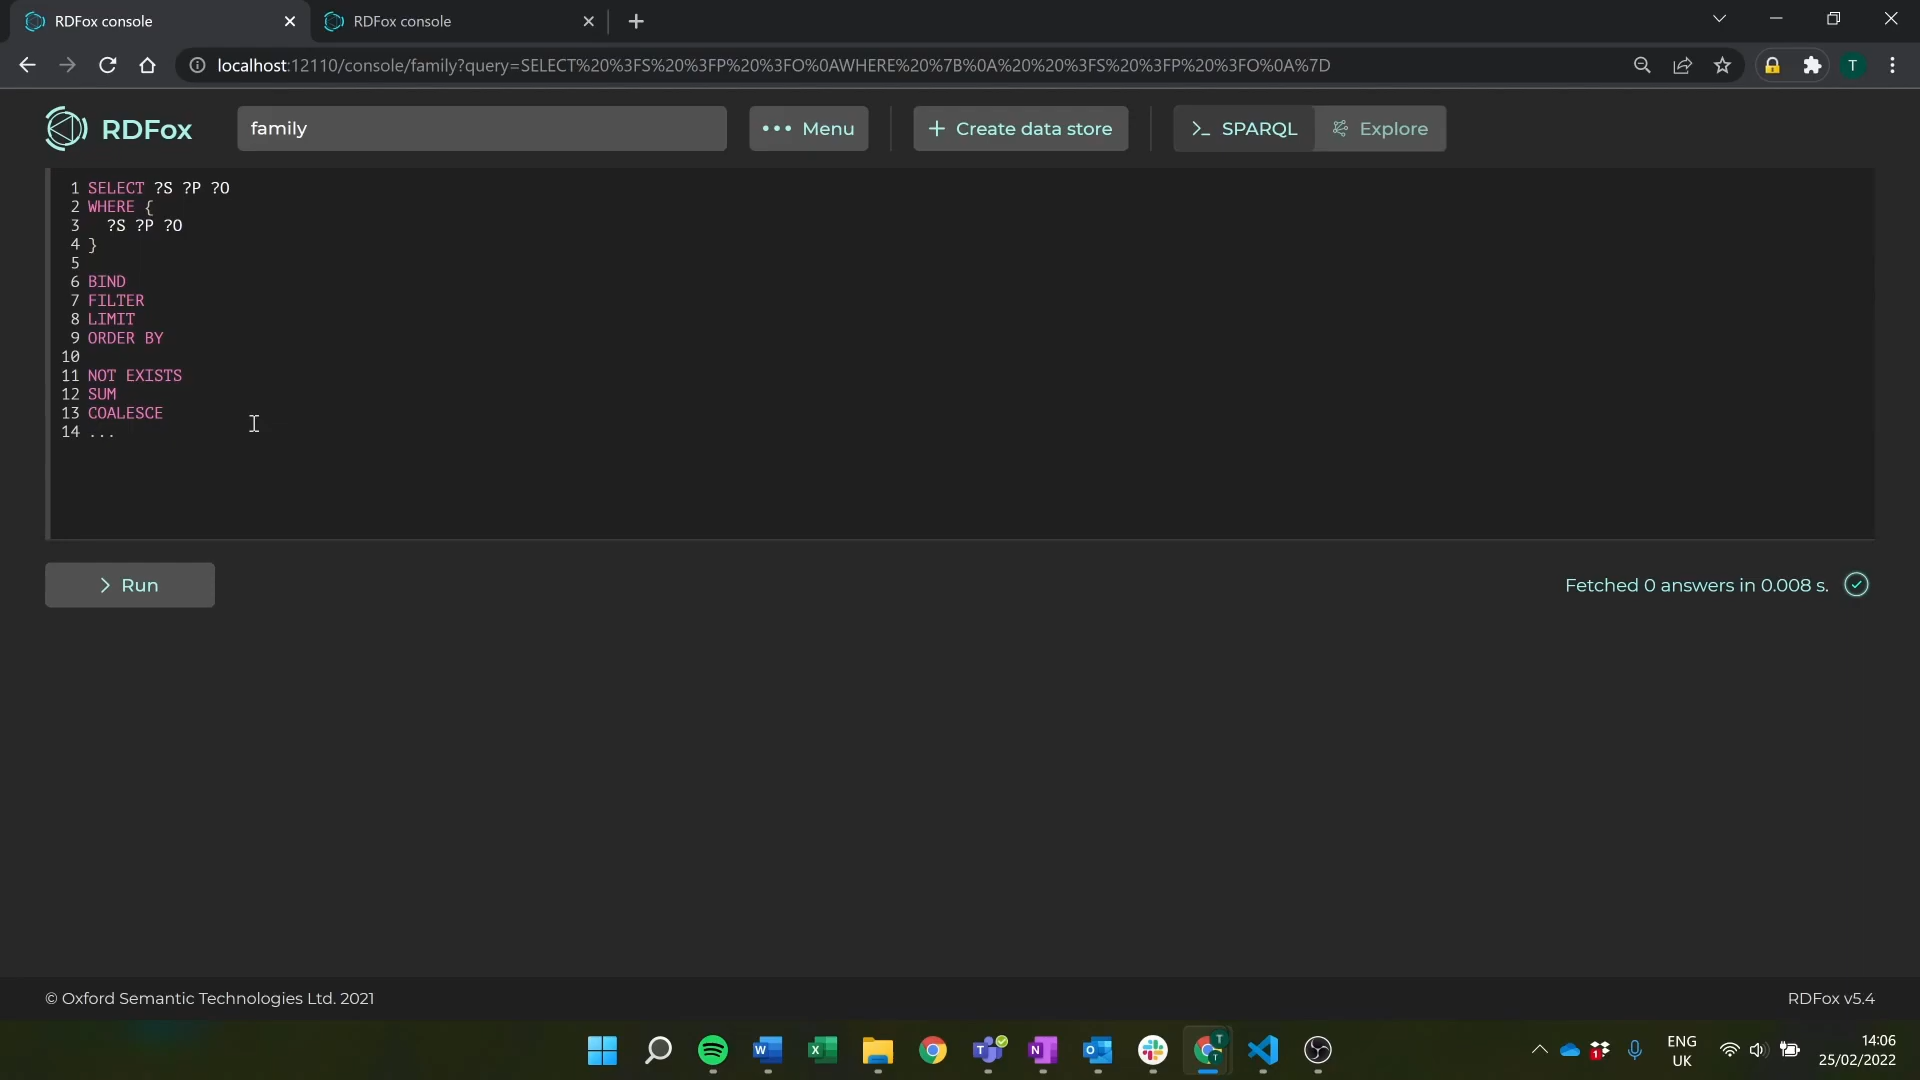 RDFox console
RDFox console
localhost:12110/console/family?query=SELECT%20%3FS%20%3FP%20%3FO%0AWHERE%20%7B%0A%20%20%3FS%20%3FP%20%3FO%0A%7D
T
RDFox
family
Menu
Create data store
SPARQL
Explore
1 SELECT ?S ?P ?O
2 WHERE {
3 ?S ?P ?O
4 }
5
6 BIND
7 FILTER
8 LIMIT
9 ORDER BY
10
11 NOT EXISTS
12 SUM
13 COALESCE
14 ...
Run
Fetched 0 answers in 0.008 s.
© Oxford Semantic Technologies Ltd. 2021
RDFox v5.4
ENG
UK
14:06
25/02/2022